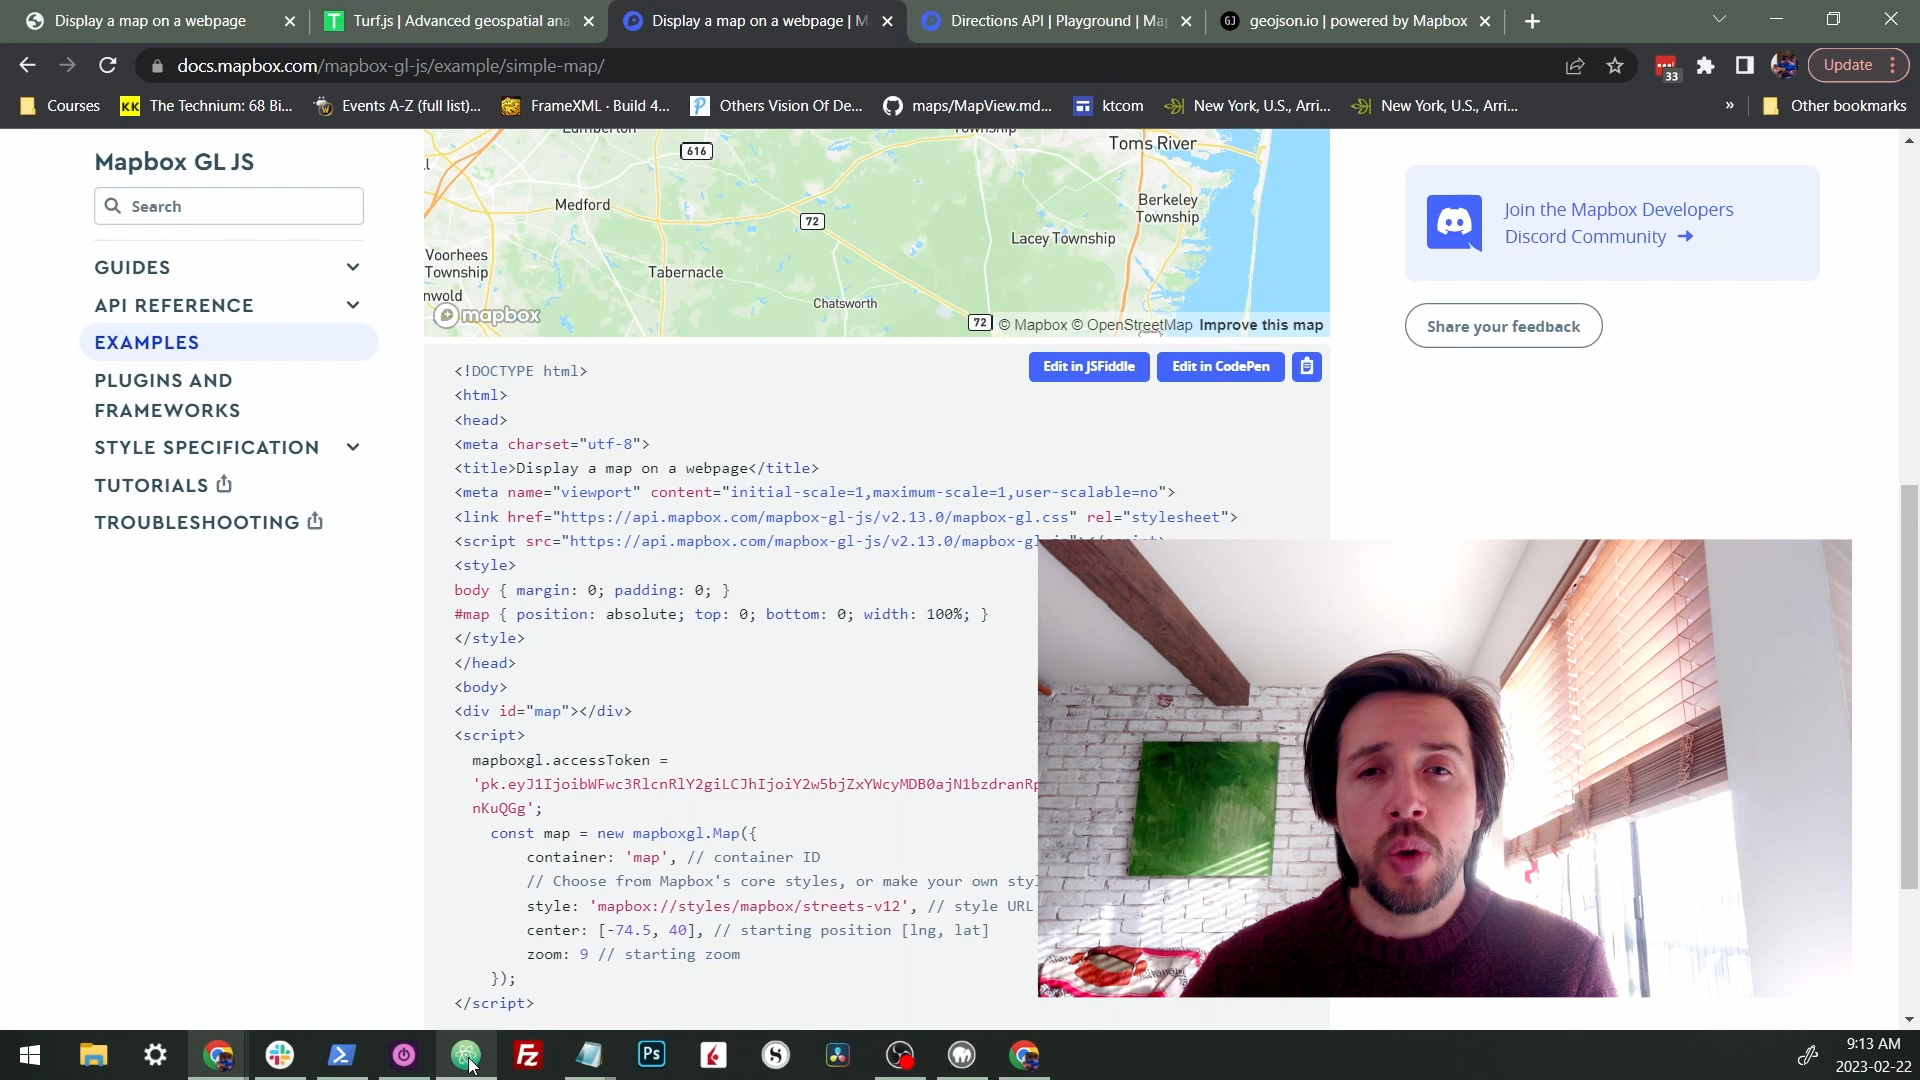 Display a map on a webpage
Turf.js | Advanced geospatial ana
Display a map on a webpage | M
Directions API | Playground | Map
GJ
geojson.io | powered by Mapbox
docs.mapbox.com/mapbox-gl-js/example/simple-map/
33
Update
Courses
KK
The Technium: 68 Bi...
Events A-Z (full list)...
FrameXML · Build 4...
Others Vision Of De...
maps/MapView.md...
ktcom
New York, U.S., Arri...
New York, U.S., Arri...
»
Other bookmarks
Mapbox GL JS
Search
GUIDES
API REFERENCE
EXAMPLES
PLUGINS AND
FRAMEWORKS
STYLE SPECIFICATION
TUTORIALS
TROUBLESHOOTING
Lumberton
Township
616
Toms River
Medford
72
Berkeley
Township
Lacey Township
Voorhees
Township
Tabernacle
nwold
Chatsworth
mapbox
72
© Mapbox © OpenStreetMap Improve this map
Join the Mapbox Developers
Discord Community
Share your feedback
Edit in JSFiddle
Edit in CodePen
<!DOCTYPE html>
<html>
<head>
<meta charset="utf-8">
<title>Display a map on a webpage</title>
<meta name="viewport" content="initial-scale=1,maximum-scale=1,user-scalable=no">
<link href="https://api.mapbox.com/mapbox-gl-js/v2.13.0/mapbox-gl.css" rel="stylesheet">
<script src="https://api.mapbox.com/mapbox-gl-js/v2.13.0/mapbox-gl.js"></script>
<style>
body { margin: 0; padding: 0; }
#map { position: absolute; top: 0; bottom: 0; width: 100%; }
</style>
</head>
<body>
<div id="map"></div>
<script>
mapboxgl.accessToken =
nKuQGg';
const map = new mapboxgl.Map({
container: 'map', // container ID
// Choose from Mapbox's core styles, or make your own styl
style: 'mapbox://styles/mapbox/streets-v12', // style URL
center: [-74.5, 40], // starting position [lng, lat]
zoom: 9 // starting zoom
});
</script>
Fz
Ps
9:13 AM
2023-02-22